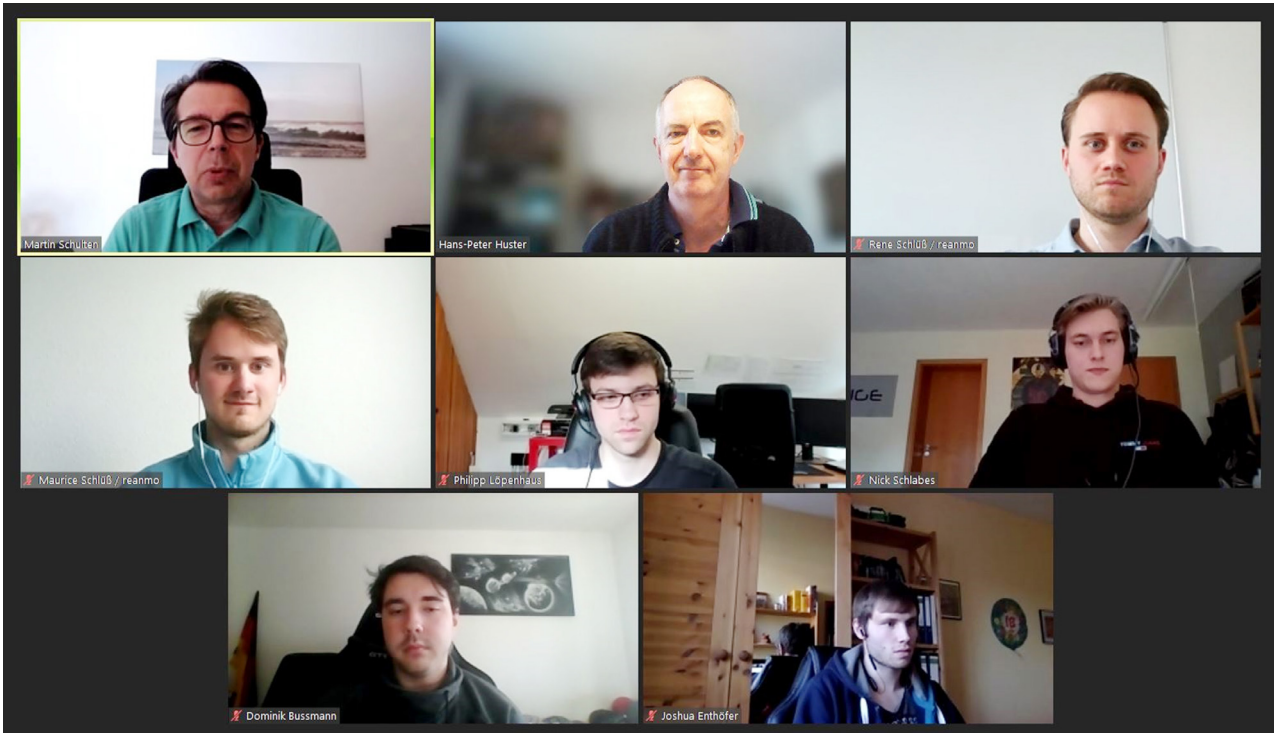 Martin Schulten
Hans-Peter Huster
Rene Schlüß / reanmo
Maurice Schlüß / reanmo
Philipp Löpenhaus
Nick Schlabes
Dominik Bussmann
Joshua Enthöfer